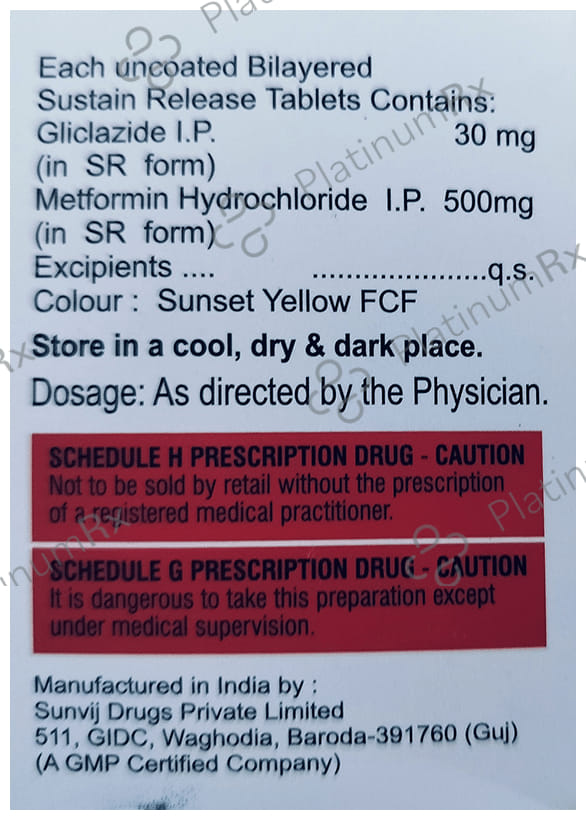 Each uncoated Bilayered
Sustain Release Tablets Contains:
Gliclazide I.P. 30 mg
(in SR form)
Metformin Hydrochloride I.P. 500mg
(in SR form)
Excipients .... .....................q.s.
Colour : Sunset Yellow FCF
Store in a cool, dry & dark place.
Dosage: As directed by the Physician.
SCHEDULE H PRESCRIPTION DRUG - CAUTION
Not to be sold by retail without the prescription
of a registered medical practitioner.
SCHEDULE G PRESCRIPTION DRUG - CAUTION
It is dangerous to take this preparation except
under medical supervision.
Manufactured in India by :
Sunvij Drugs Private Limited
511, GIDC, Waghodia, Baroda-391760 (Guj)
(A GMP Certified Company)
PlatinumRx
PlatinumRx